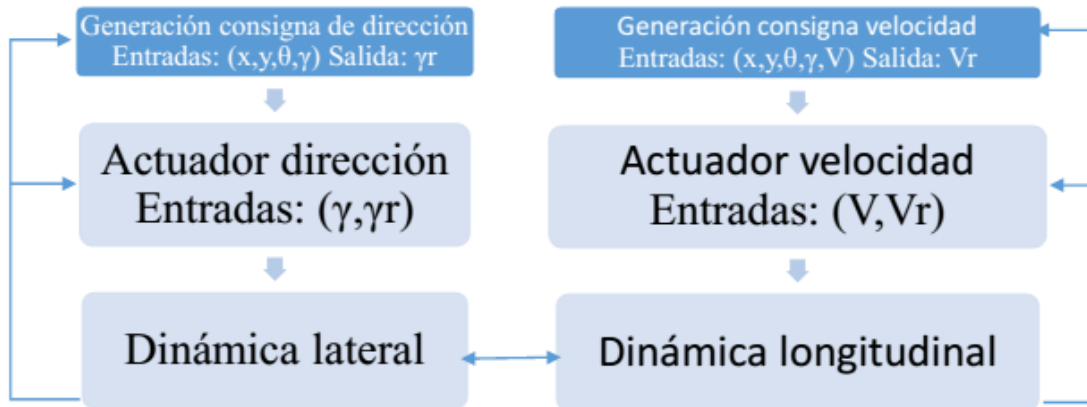 Generación consigna de dirección
Entradas: (x,y,θ,γ) Salida: γr
Actuador dirección
Entradas: (γ,γr)
Dinámica lateral
Generación consigna velocidad
Entradas: (x,y,θ,γ,V) Salida: Vr
Actuador velocidad
Entradas: (V,Vr)
Dinámica longitudinal